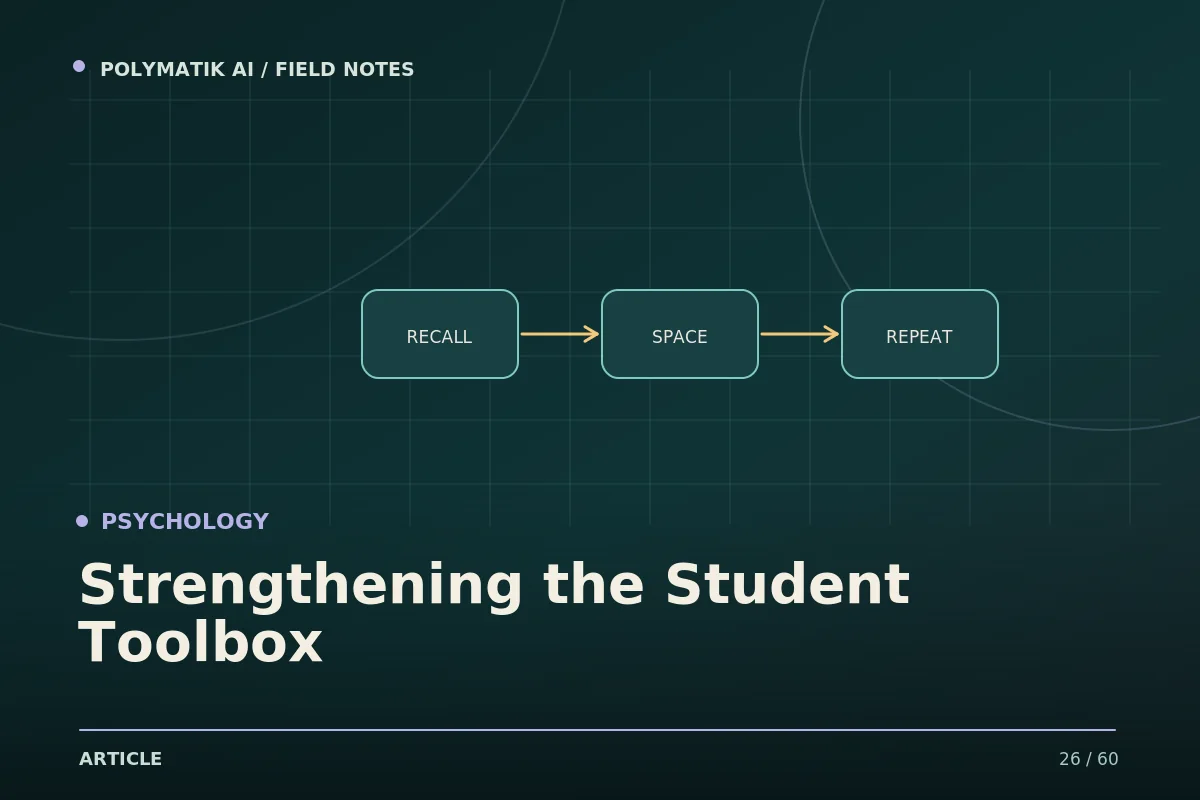 POLYMATIK AI / FIELD NOTES
RECALL
SPACE
REPEAT
PSYCHOLOGY
Strengthening the Student
Toolbox
ARTICLE
26 / 60